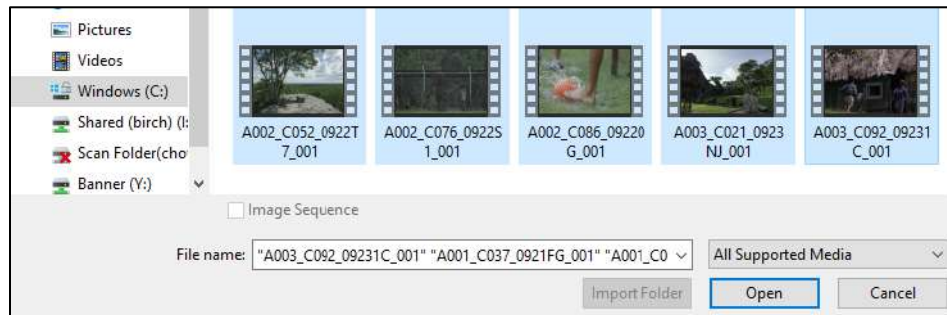 Pictures
Videos
Windows (C:)
Shared (birch) (I:
Scan Folder(cho
Banner (Y:)
A002_C052_0922T
7_001
A002_C076_0922S
1_001
A002_C086_09220
G_001
A003_C021_0923
NJ_001
A003_C092_09231
C_001
Image Sequence
File name: "A003_C092_09231C_001" "A001_C037_0921FG_001" "A001_C0
All Supported Media
Import Folder
Open
Cancel